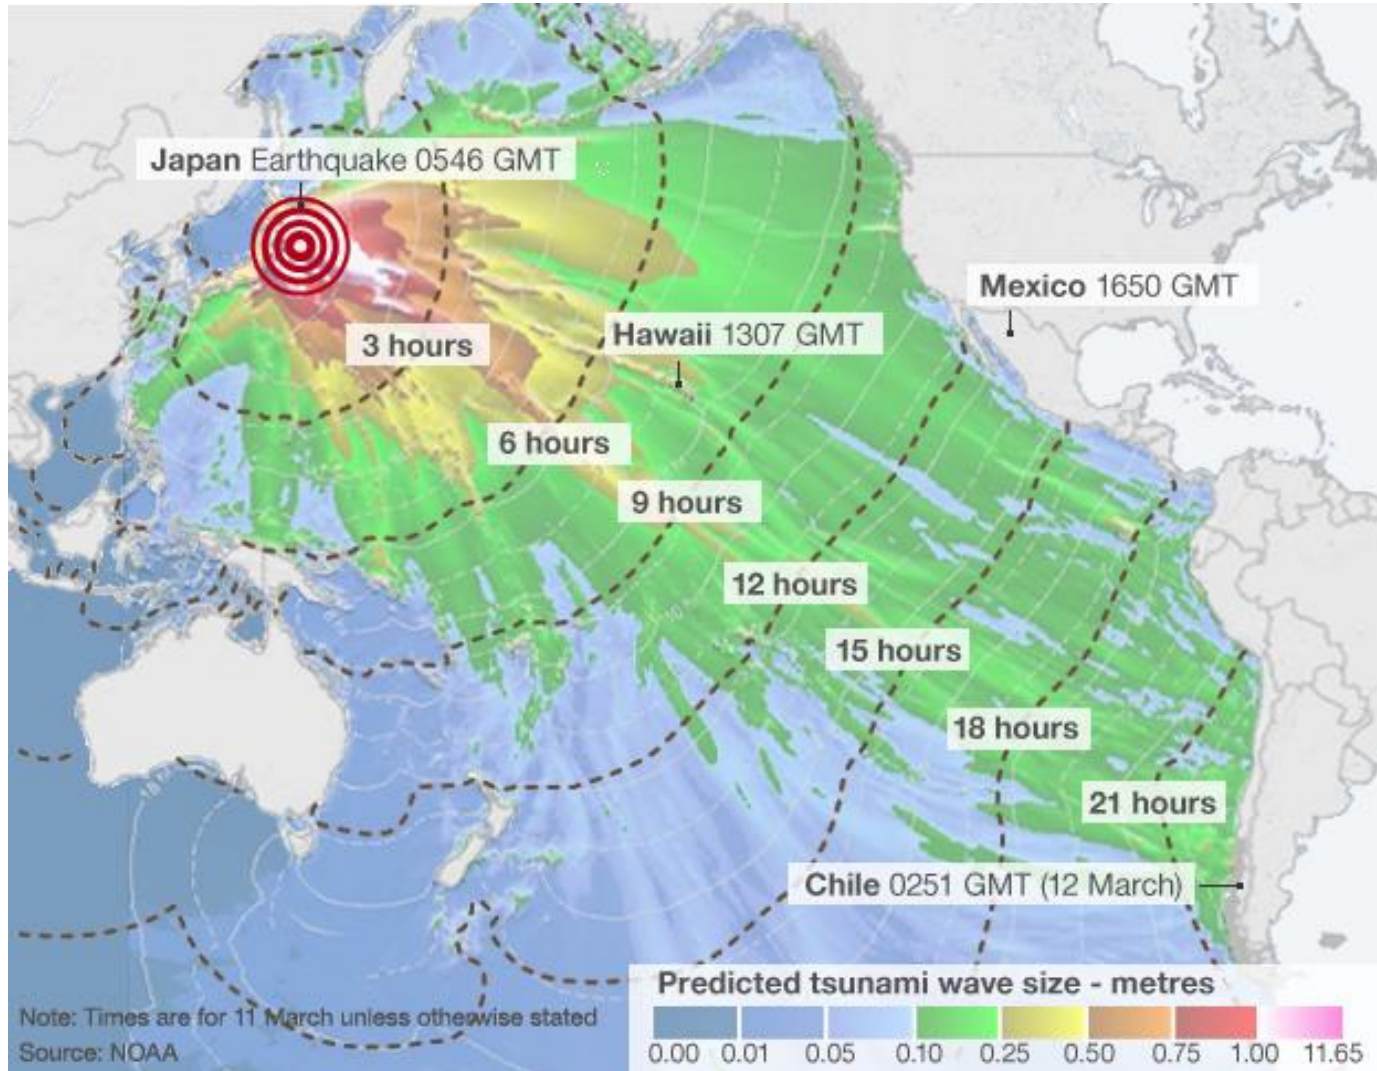 Japan Earthquake 0546 GMT
Mexico 1650 GMT
Hawaii 1307 GMT
3 hours
6 hours
9 hours
12 hours
15 hours
18 hours
21 hours
Chile 0251 GMT (12 March)
Predicted tsunami wave size - metres
0.00 0.01 0.05 0.10 0.25 0.50 0.75 1.00 11.65
Note: Times are for 11 March unless otherwise stated
Source: NOAA